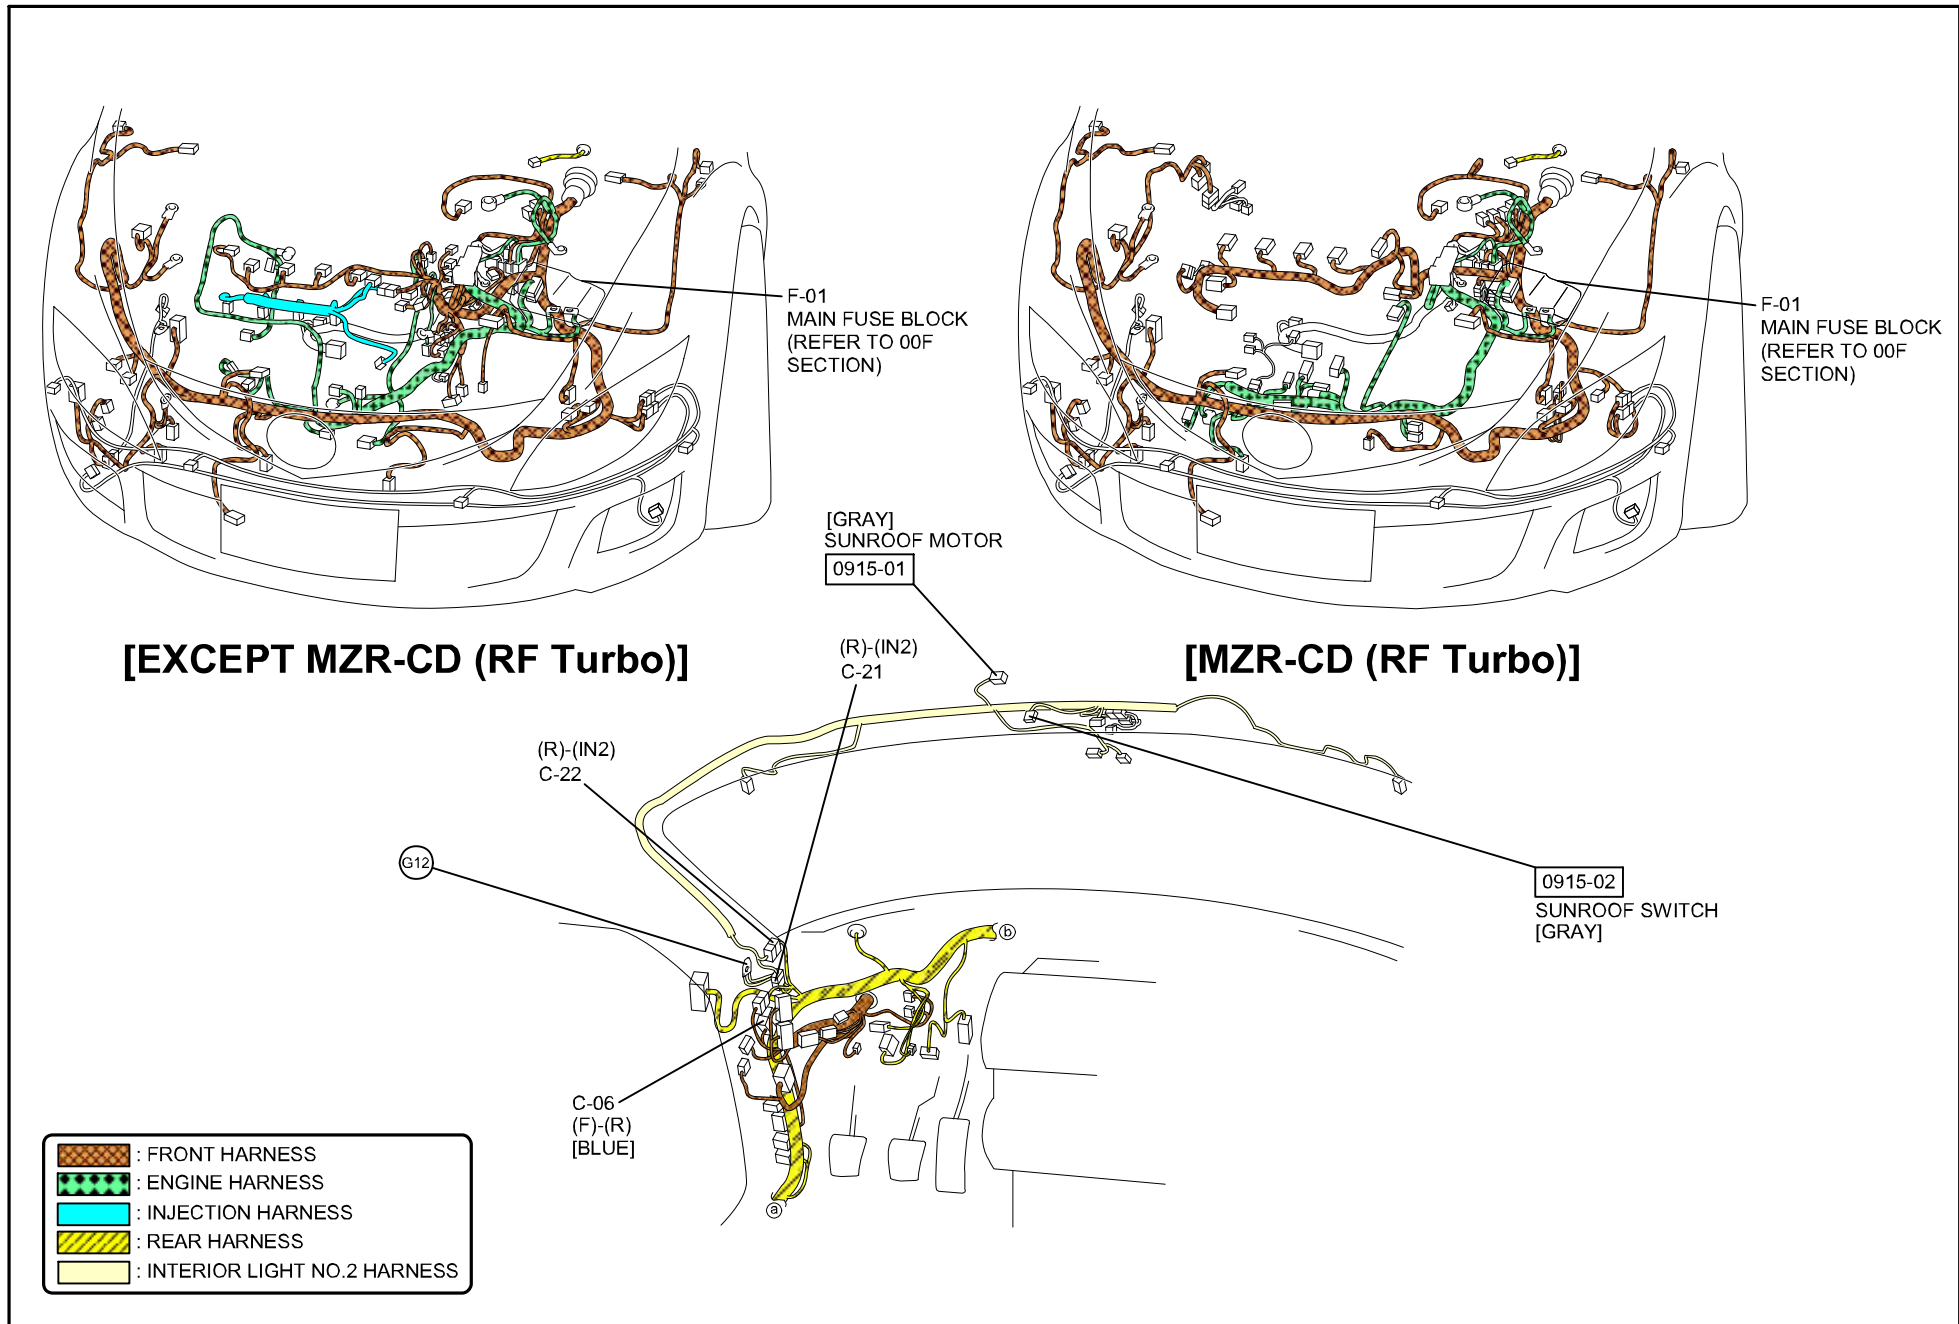 F-01
MAIN FUSE BLOCK
(REFER TO 00F
SECTION)
F-01
MAIN FUSE BLOCK
(REFER TO 00F
SECTION)
[GRAY]
SUNROOF MOTOR
0915-01
[EXCEPT MZR-CD (RF Turbo)]
(R)-(IN2)
C-21
[MZR-CD (RF Turbo)]
(R)-(IN2)
C-22
G12
0915-02
SUNROOF SWITCH
[GRAY]
b
C-06
(F)-(R)
[BLUE]
a
: FRONT HARNESS
: ENGINE HARNESS
: INJECTION HARNESS
: REAR HARNESS
: INTERIOR LIGHT NO.2 HARNESS